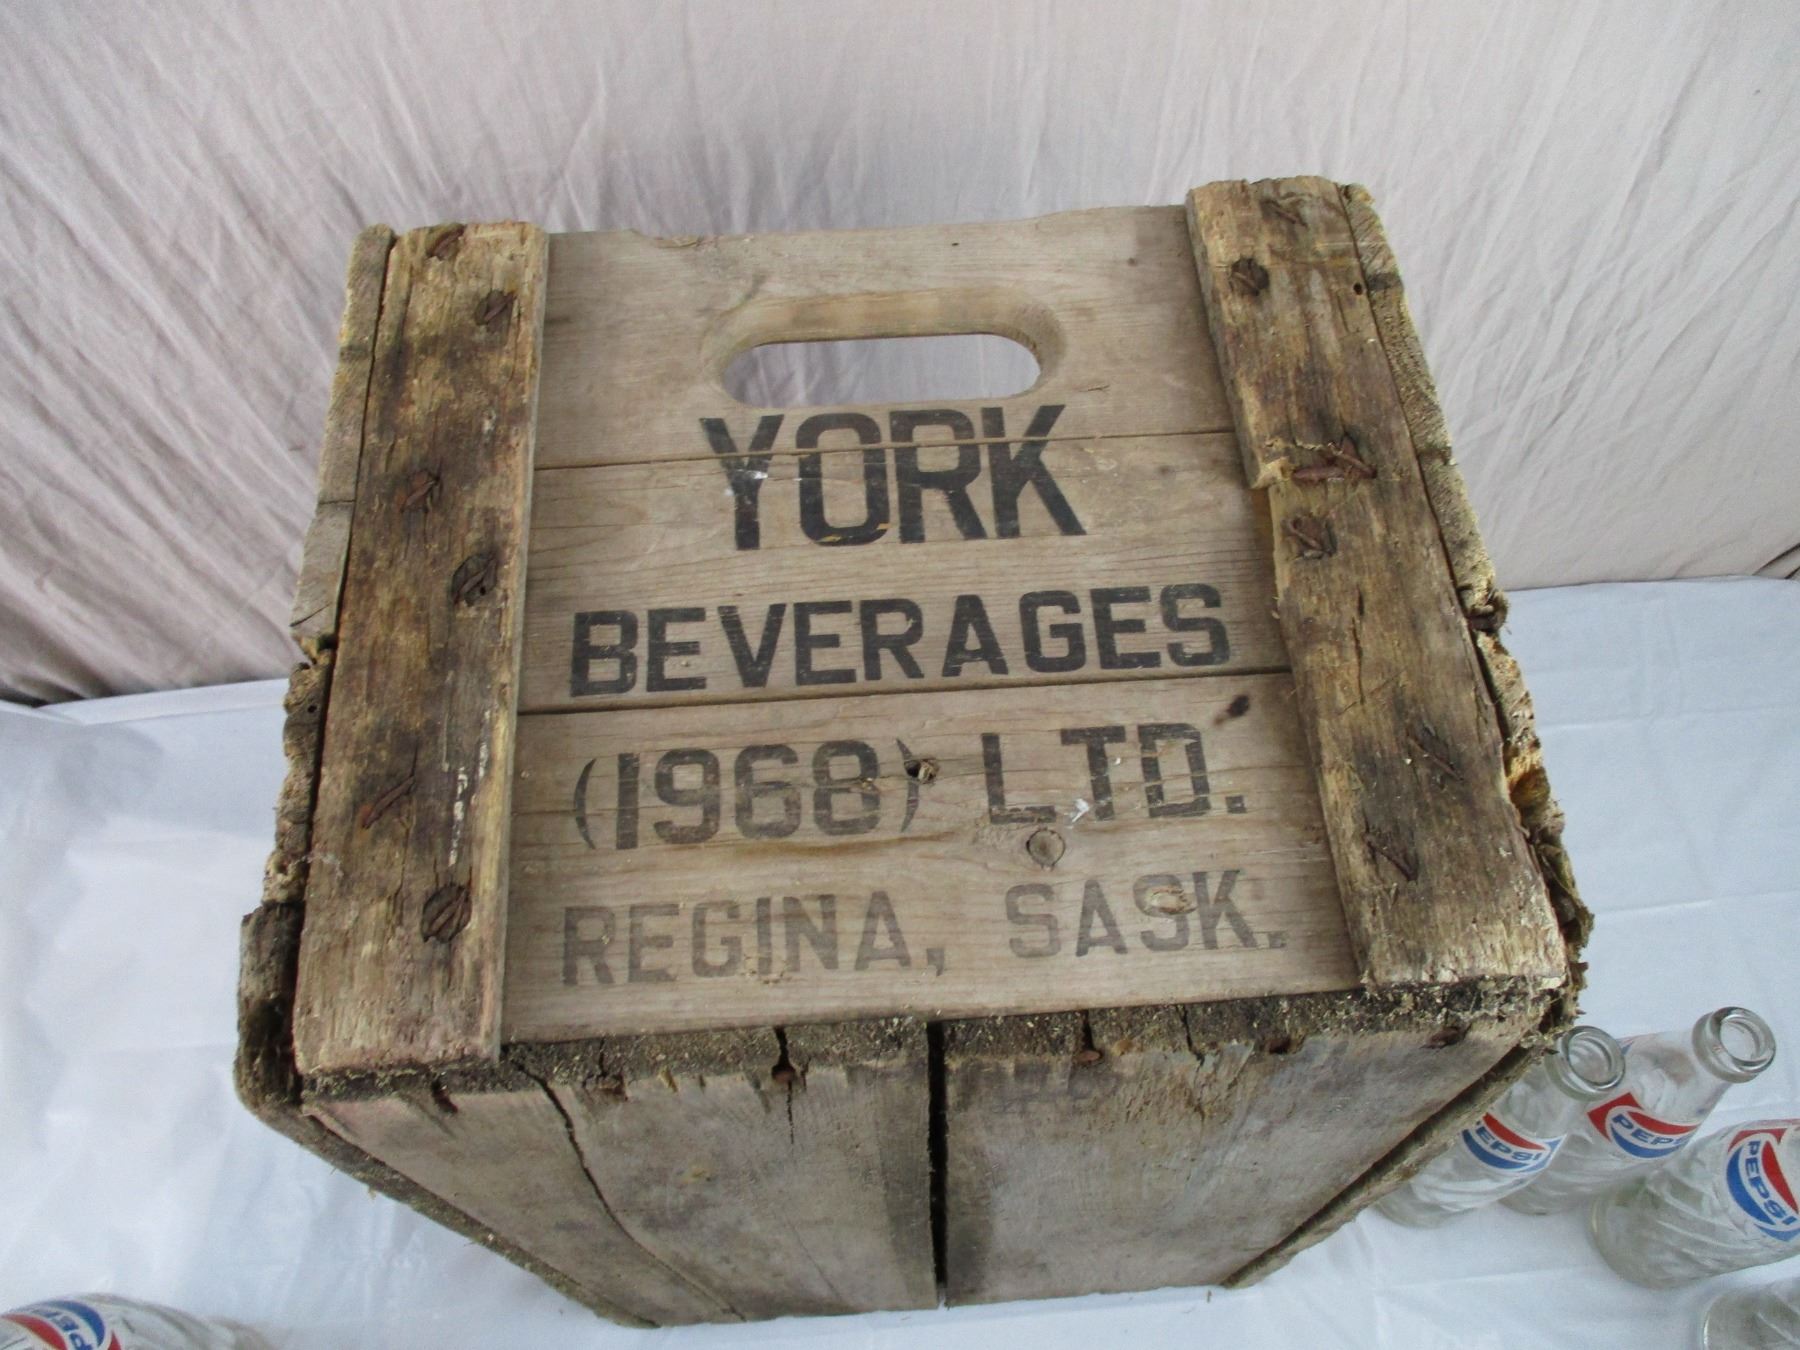 YORK
BEVERAGES
(1968) LTD.
REGINA, SASK.
PEPSI
PEPSI
PEPSI